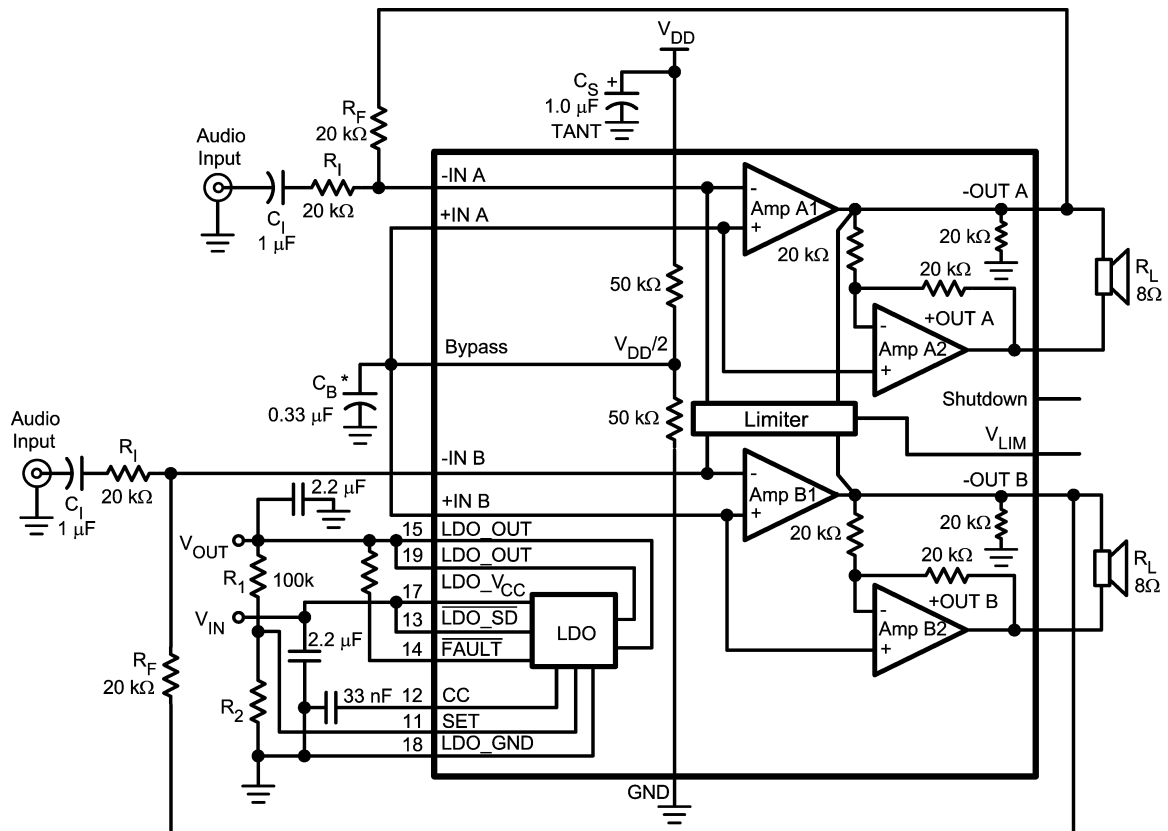 V_DD
C_S +
1.0 μF
TANT
R_F
20 kΩ
Audio
Input
R_I
20 kΩ
C_I
1 μF
-IN A
+IN A
-
+
Amp A1
-OUT A
20 kΩ
20 kΩ
20 kΩ
R_L
8Ω
50 kΩ
+OUT A
-
+
Amp A2
Bypass
V_DD/2
C_B *
0.33 μF
50 kΩ
Shutdown
Limiter
V_LIM
Audio
Input
R_I
20 kΩ
C_I
1 μF
-IN B
+IN B
-
+
Amp B1
-OUT B
20 kΩ
20 kΩ
20 kΩ
R_L
8Ω
+OUT B
-
+
Amp B2
2.2 μF
V_OUT
R_1
100k
V_IN
2.2 μF
R_F
20 kΩ
R_2
33 nF
15 LDO_OUT
19 LDO_OUT
17 LDO_V_CC
13 LDO_SD
14 FAULT
LDO
12 CC
11 SET
18 LDO_GND
GND